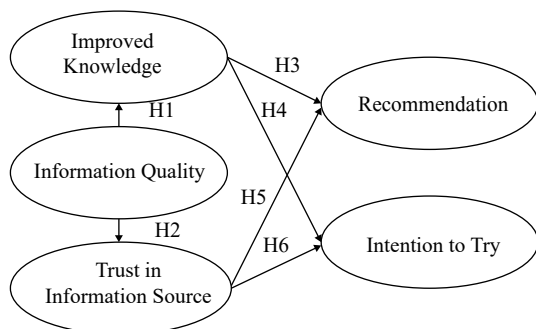 Improved
Knowledge
H3
Recommendation
H1
H4
Information Quality
H5
H2
H6
Intention to Try
Trust in
Information Source